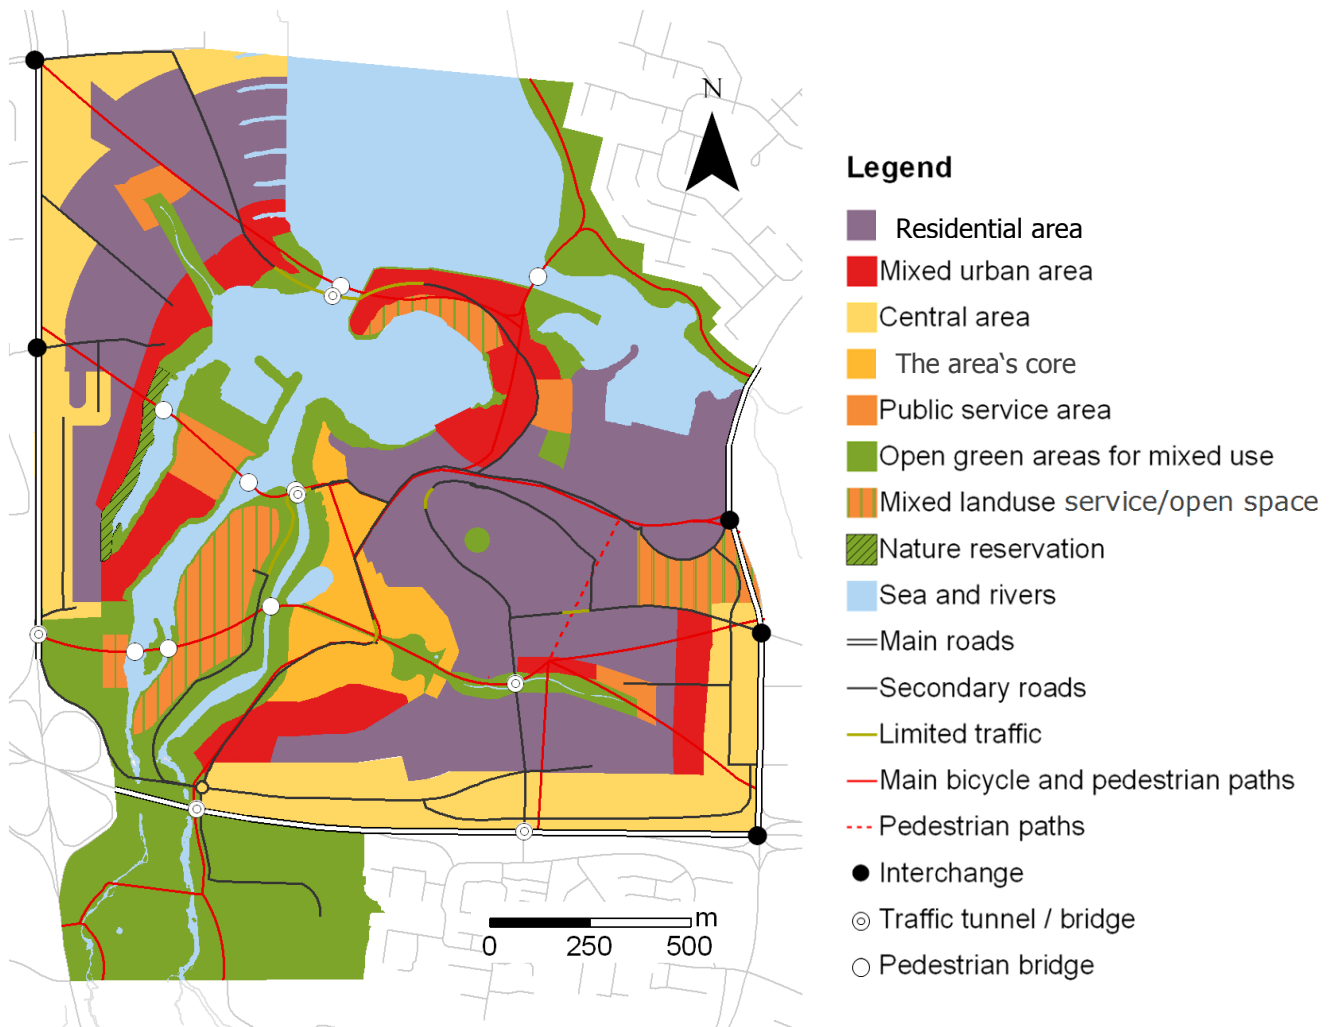 N
Legend
Residential area
Mixed urban area
Central area
The area's core
Public service area
Open green areas for mixed use
Mixed landuse service/open space
Nature reservation
Sea and rivers
Main roads
Secondary roads
Limited traffic
Main bicycle and pedestrian paths
Pedestrian paths
Interchange
Traffic tunnel / bridge
Pedestrian bridge
m
0 250 500